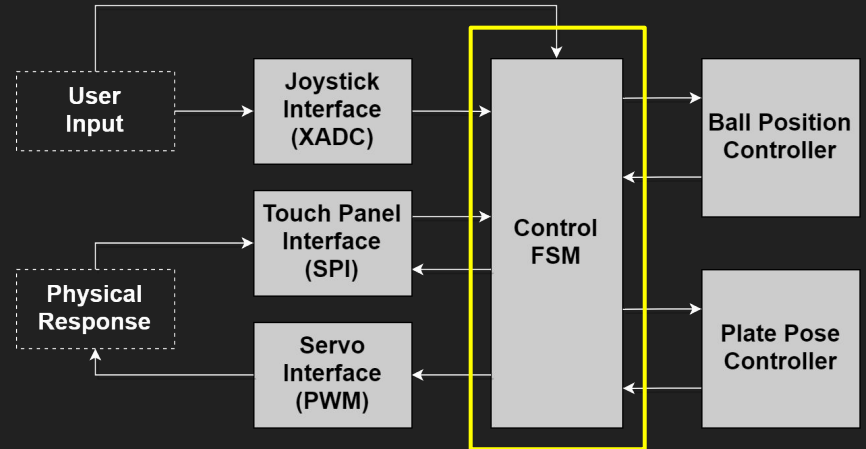 User
Input
Joystick
Interface
(XADC)
Touch Panel
Interface
(SPI)
Physical
Response
Servo
Interface
(PWM)
Control
FSM
Ball Position
Controller
Plate Pose
Controller